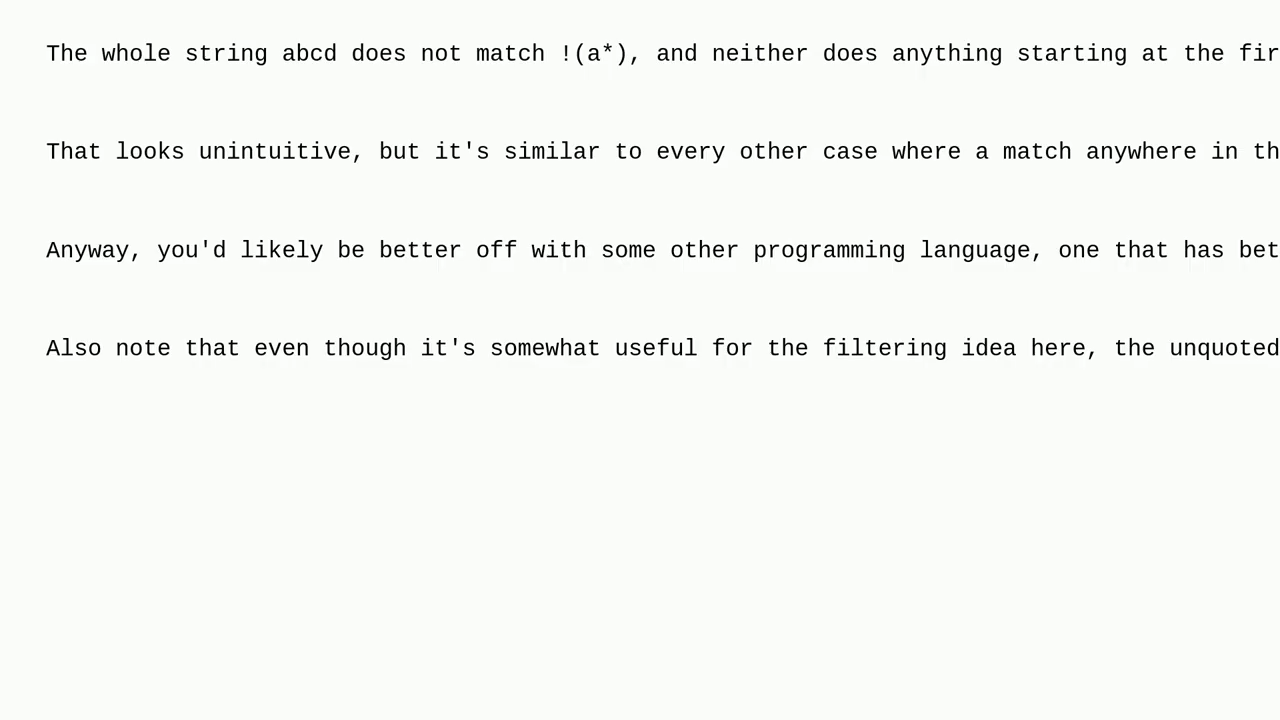 The whole string abcd does not match !(a*), and neither does anything starting at the fir
That looks unintuitive, but it's similar to every other case where a match anywhere in th
Anyway, you'd likely be better off with some other programming language, one that has bet
Also note that even though it's somewhat useful for the filtering idea here, the unquoted